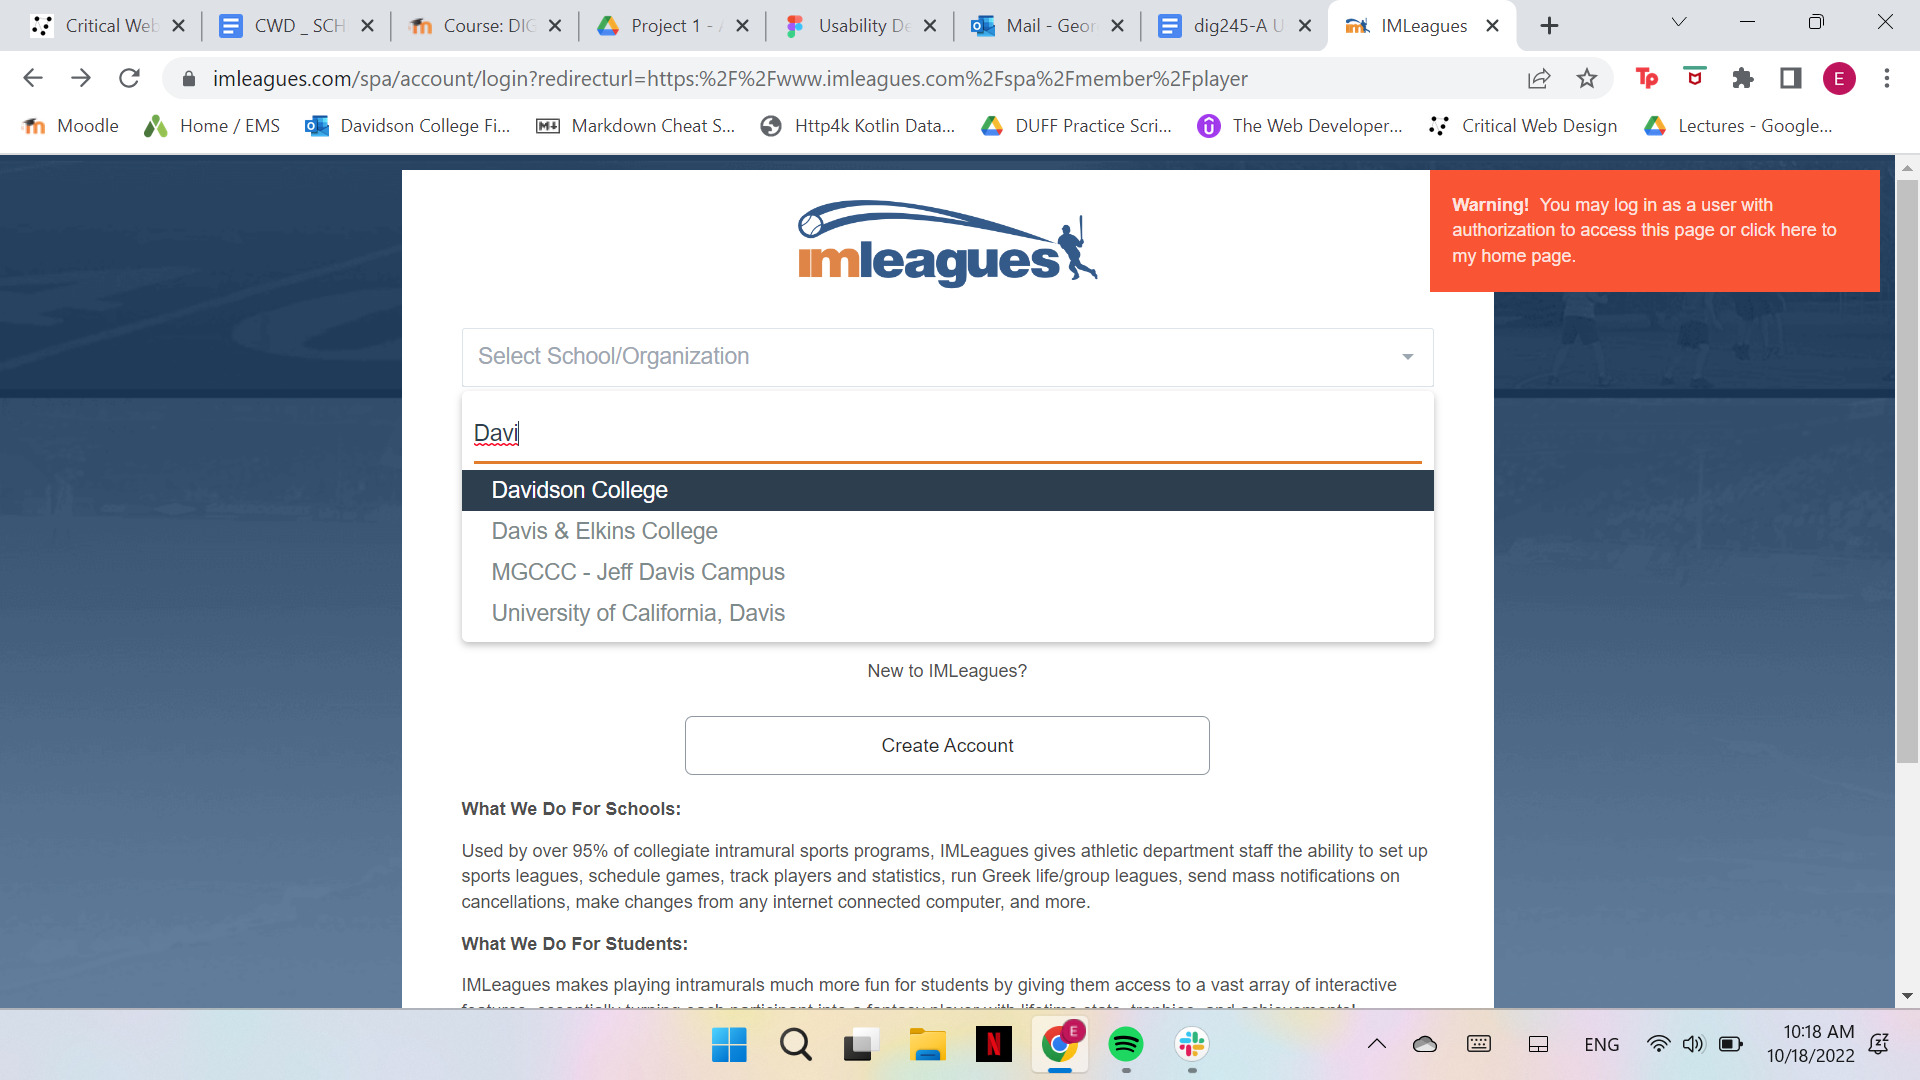 Critical Web
CWD _ SCH
Course: DIG
Project 1 - A
Usability De
Mail - Geor
dig245-A U
IMLeagues
imleagues.com/spa/account/login?redirecturl=https:%2F%2Fwww.imleagues.com%2Fspa%2Fmember%2Fplayer
Tp
E
Moodle
Home / EMS
Davidson College Fi...
Markdown Cheat S...
Http4k Kotlin Data...
DUFF Practice Scri...
The Web Developer...
Critical Web Design
Lectures - Google...
imleagues
Warning! You may log in as a user with
authorization to access this page or click here to
my home page.
Select School/Organization
Davi
Davidson College
Davis & Elkins College
MGCCC - Jeff Davis Campus
University of California, Davis
New to IMLeagues?
Create Account
What We Do For Schools:
Used by over 95% of collegiate intramural sports programs, IMLeagues gives athletic department staff the ability to set up
sports leagues, schedule games, track players and statistics, run Greek life/group leagues, send mass notifications on
cancellations, make changes from any internet connected computer, and more.
What We Do For Students:
IMLeagues makes playing intramurals much more fun for students by giving them access to a vast array of interactive
N
E
ENG
10:18 AM
10/18/2022